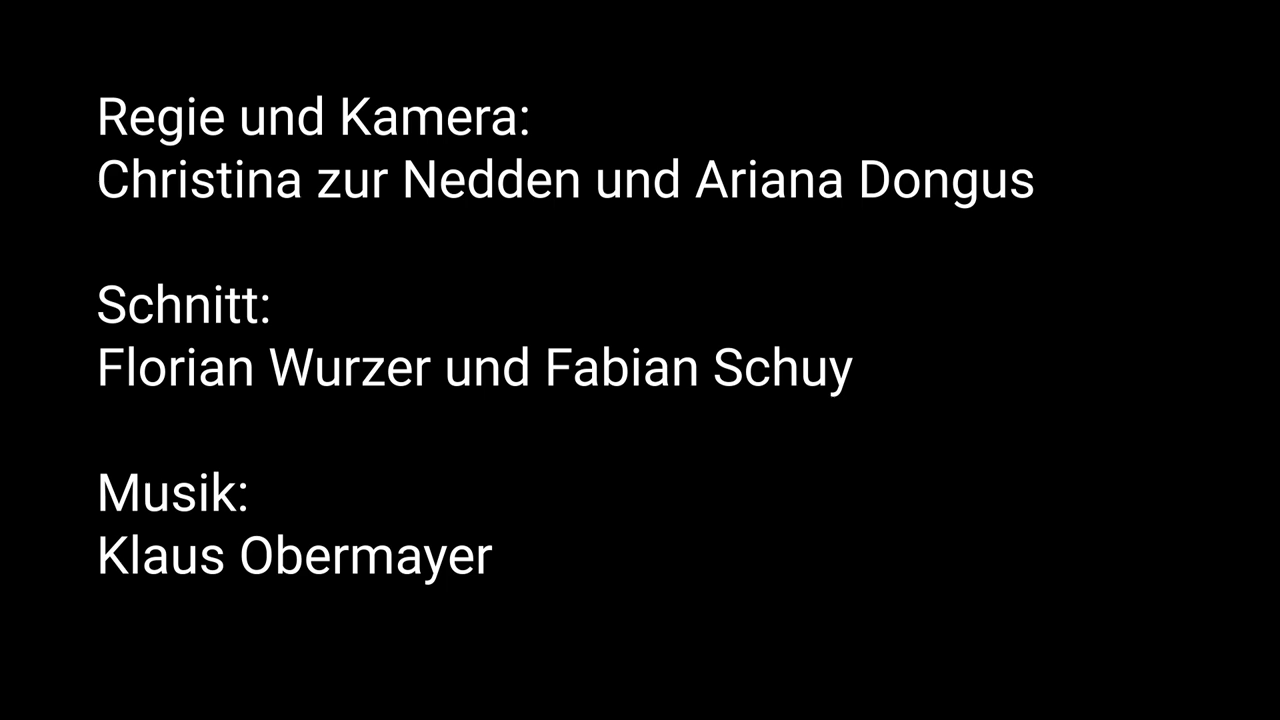 Regie und Kamera:
Christina zur Nedden und Ariana Dongus
Schnitt:
Florian Wurzer und Fabian Schuy
Musik:
Klaus Obermayer